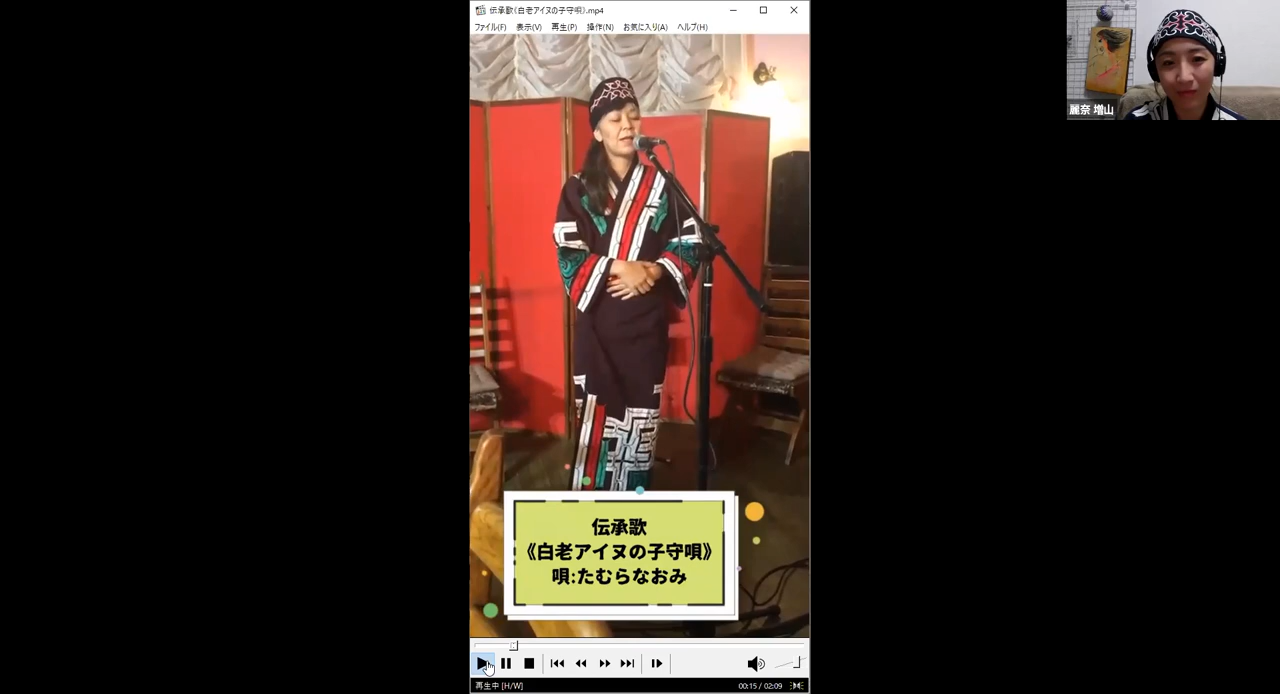 伝承歌《白老アイヌの子守唄》.mp4
ファイル(F) 表示(V) 再生(P) 操作(N) お気に入り(A) ヘルプ(H)
麗奈 増山
伝承歌
《白老アイヌの子守唄》
唄:たむらなおみ
再生中 [H/W]
00:15 / 02:09